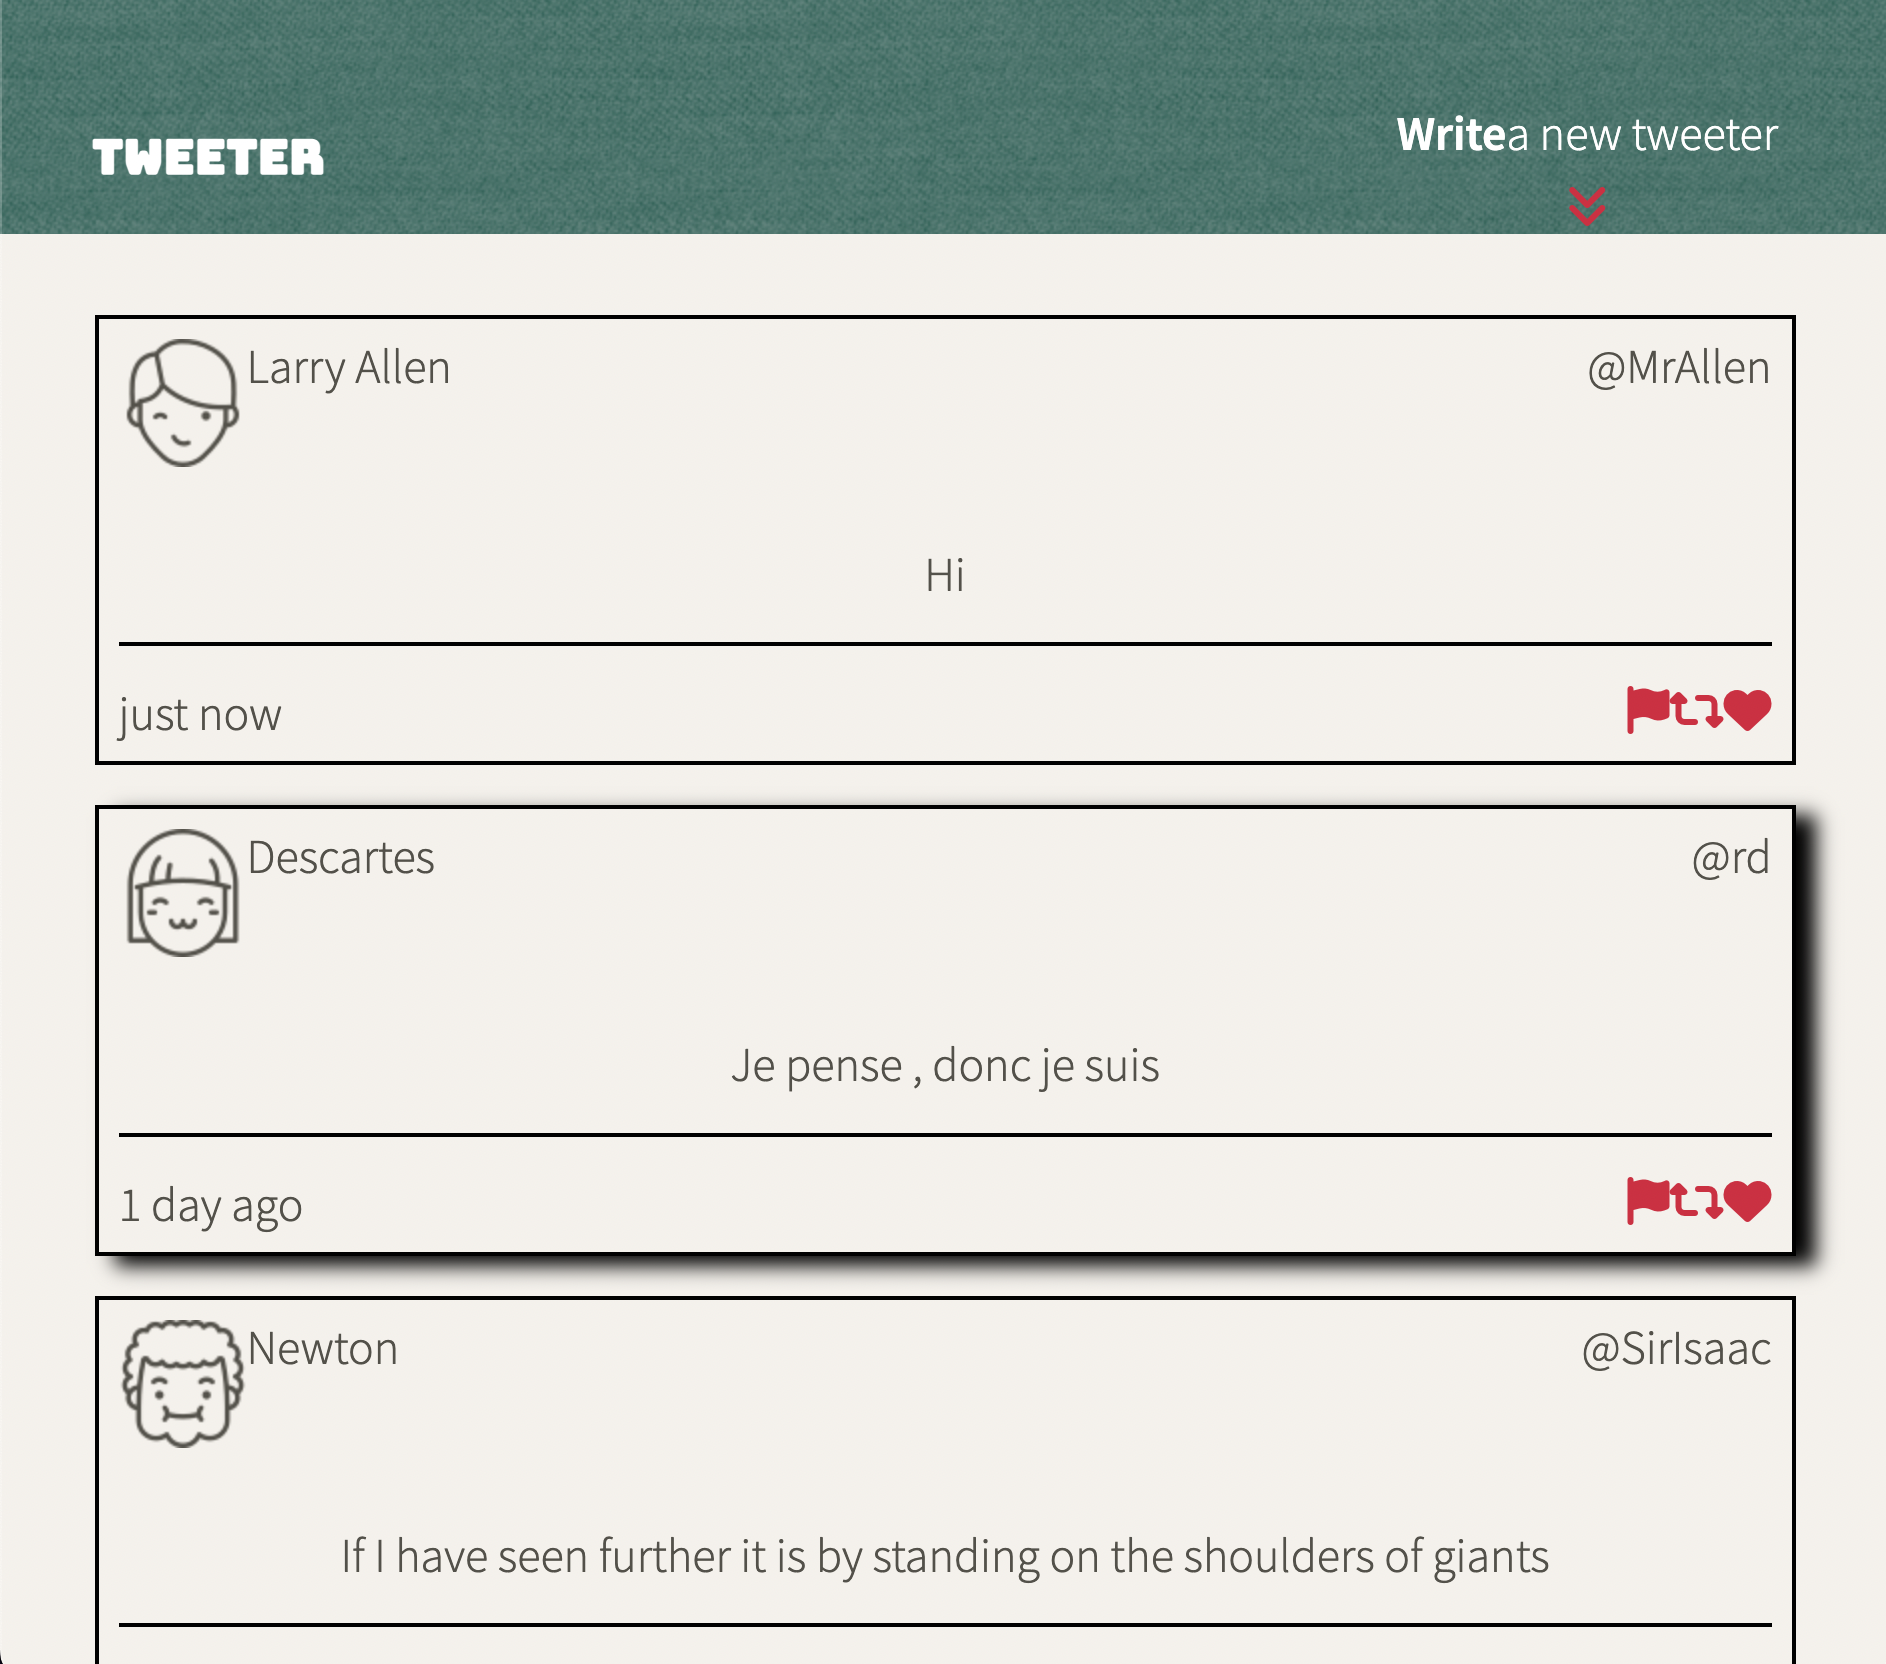 TWEETER
Writea new tweeter
Larry Allen @MrAllen
Hi
just now
Descartes @rd
Je pense , donc je suis
1 day ago
Newton @SirIsaac
If I have seen further it is by standing on the shoulders of giants